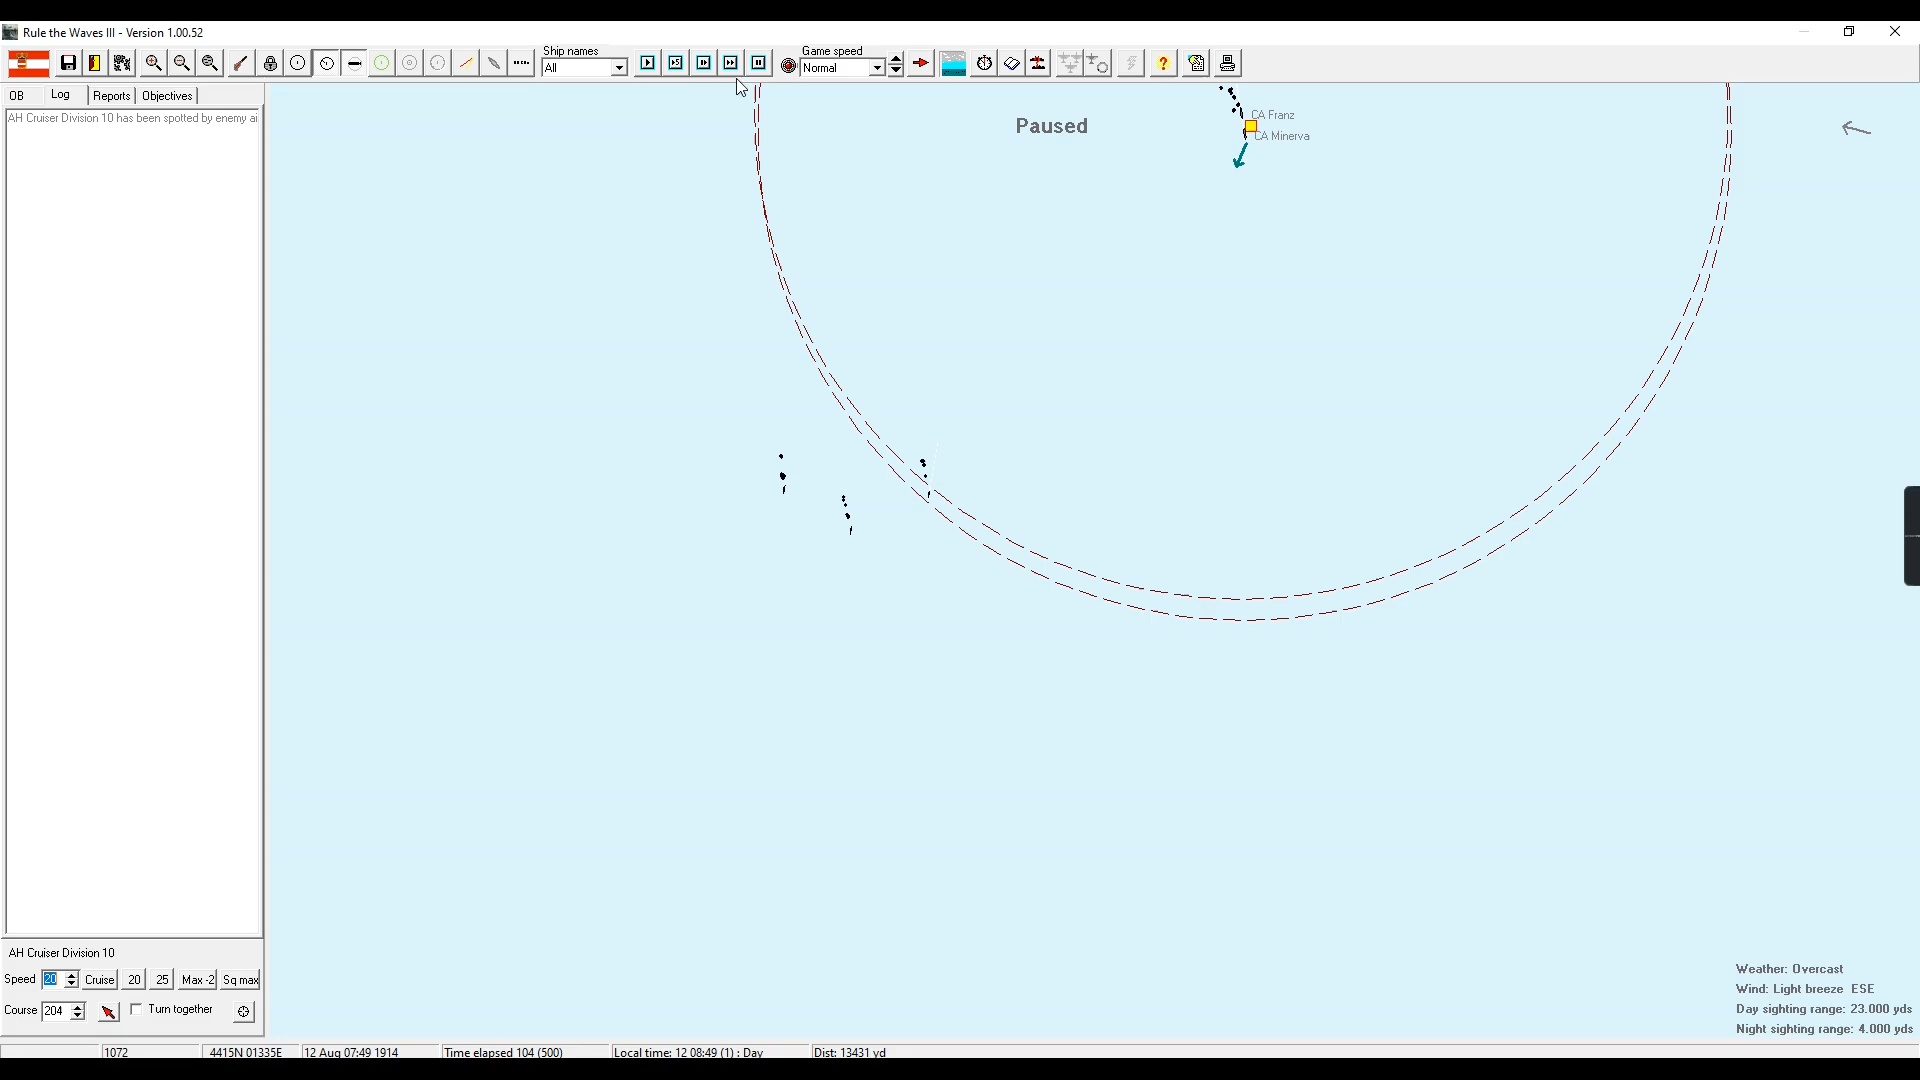 Rule the Waves III - Version 1.00.52
Ship names
All
Game speed
Normal
OB
Log
Reports
Objectives
AH Cruiser Division 10 has been spotted by enemy ai
Paused
CA Franz
CA Minerva
AH Cruiser Division 10
Speed 20 Cruise 20 25 Max -2 Sq max
Course 204 Turn together
Weather: Overcast
Wind: Light breeze ESE
Day sighting range: 23.000 yds
Night sighting range: 4.000 yds
1072 4415N 01335E 12 Aug 07:49 1914 Time elapsed 104 (500) Local time: 12 08:49 (1) : Day Dist: 13431 yd